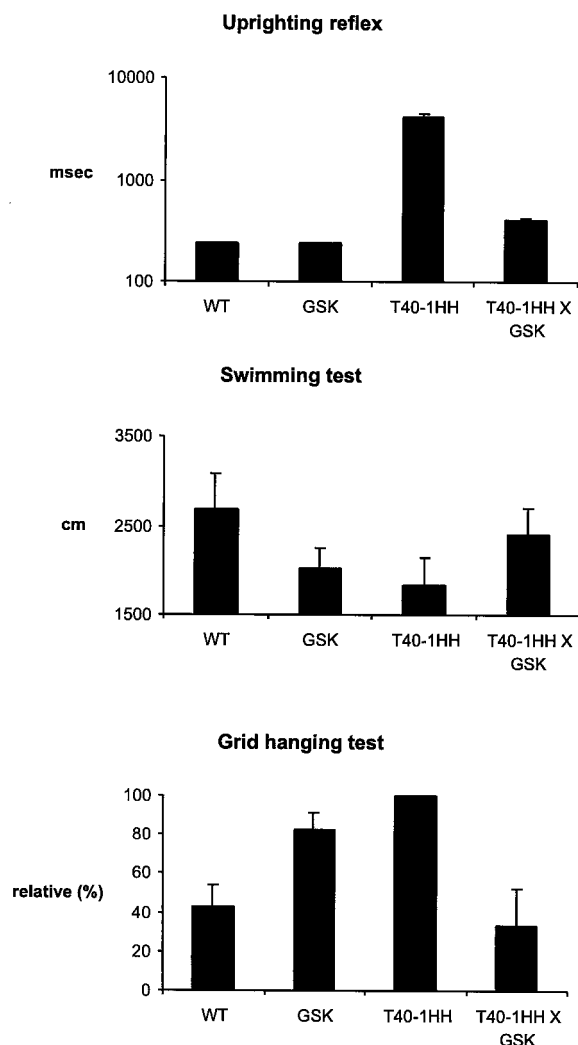 Uprighting reflex
10000
msec
1000
100
WT GSK T40-1HH T40-1HH X
GSK
Swimming test
3500
cm
2500
1500
WT GSK T40-1HH T40-1HH X
GSK
Grid hanging test
100
80
60
relative (%)
40
20
0
WT GSK T40-1HH T40-1HH X
GSK